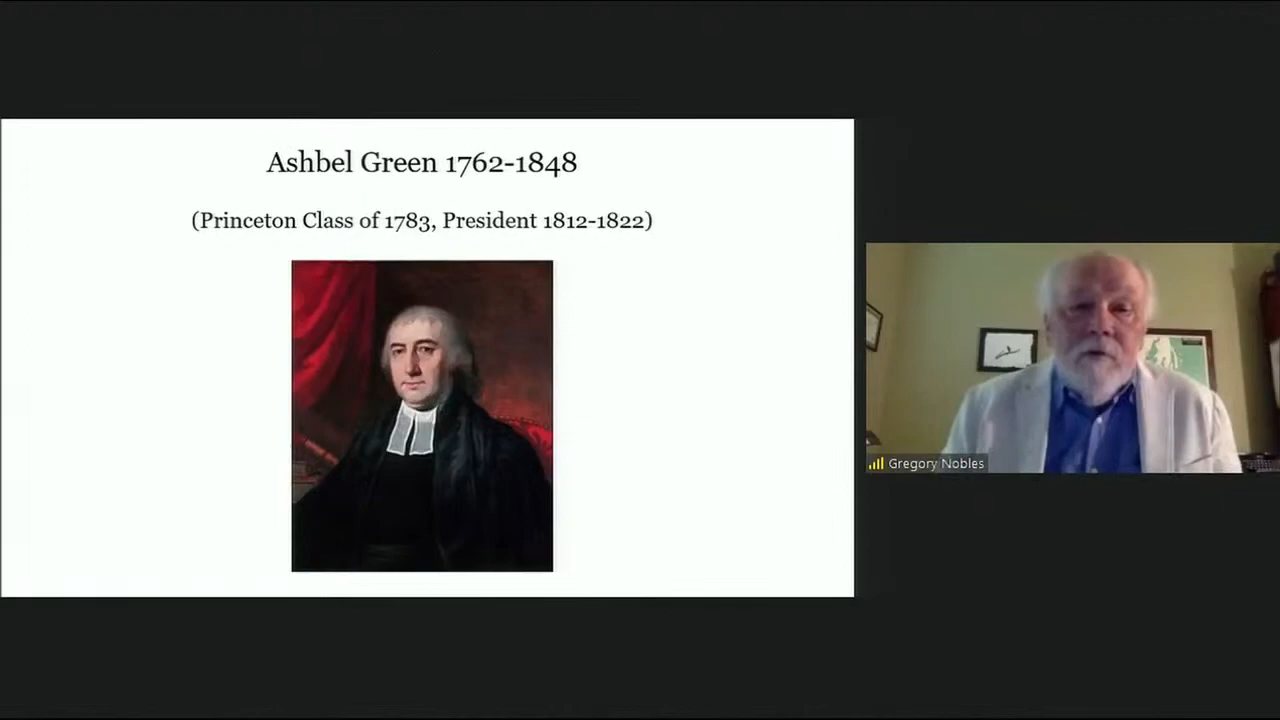 Ashbel Green 1762-1848
(Princeton Class of 1783, President 1812-1822)
Gregory Nobles